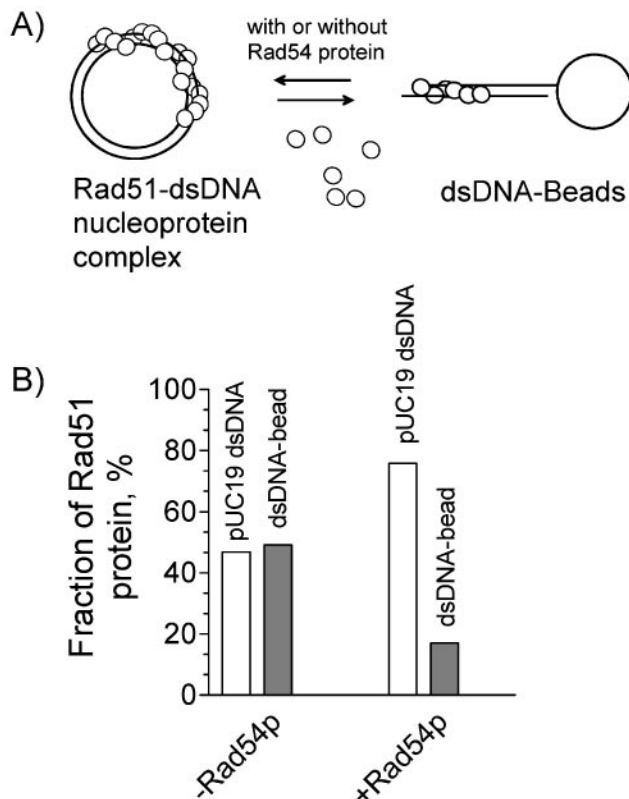 A)
with or without
Rad54 protein
Rad51-dsDNA
nucleoprotein
complex
dsDNA-Beads
B)
Fraction of Rad51
protein, %
100
80
60
40
20
0
pUC19 dsDNA
dsDNA-bead
pUC19 dsDNA
dsDNA-bead
-Rad54p
+Rad54p